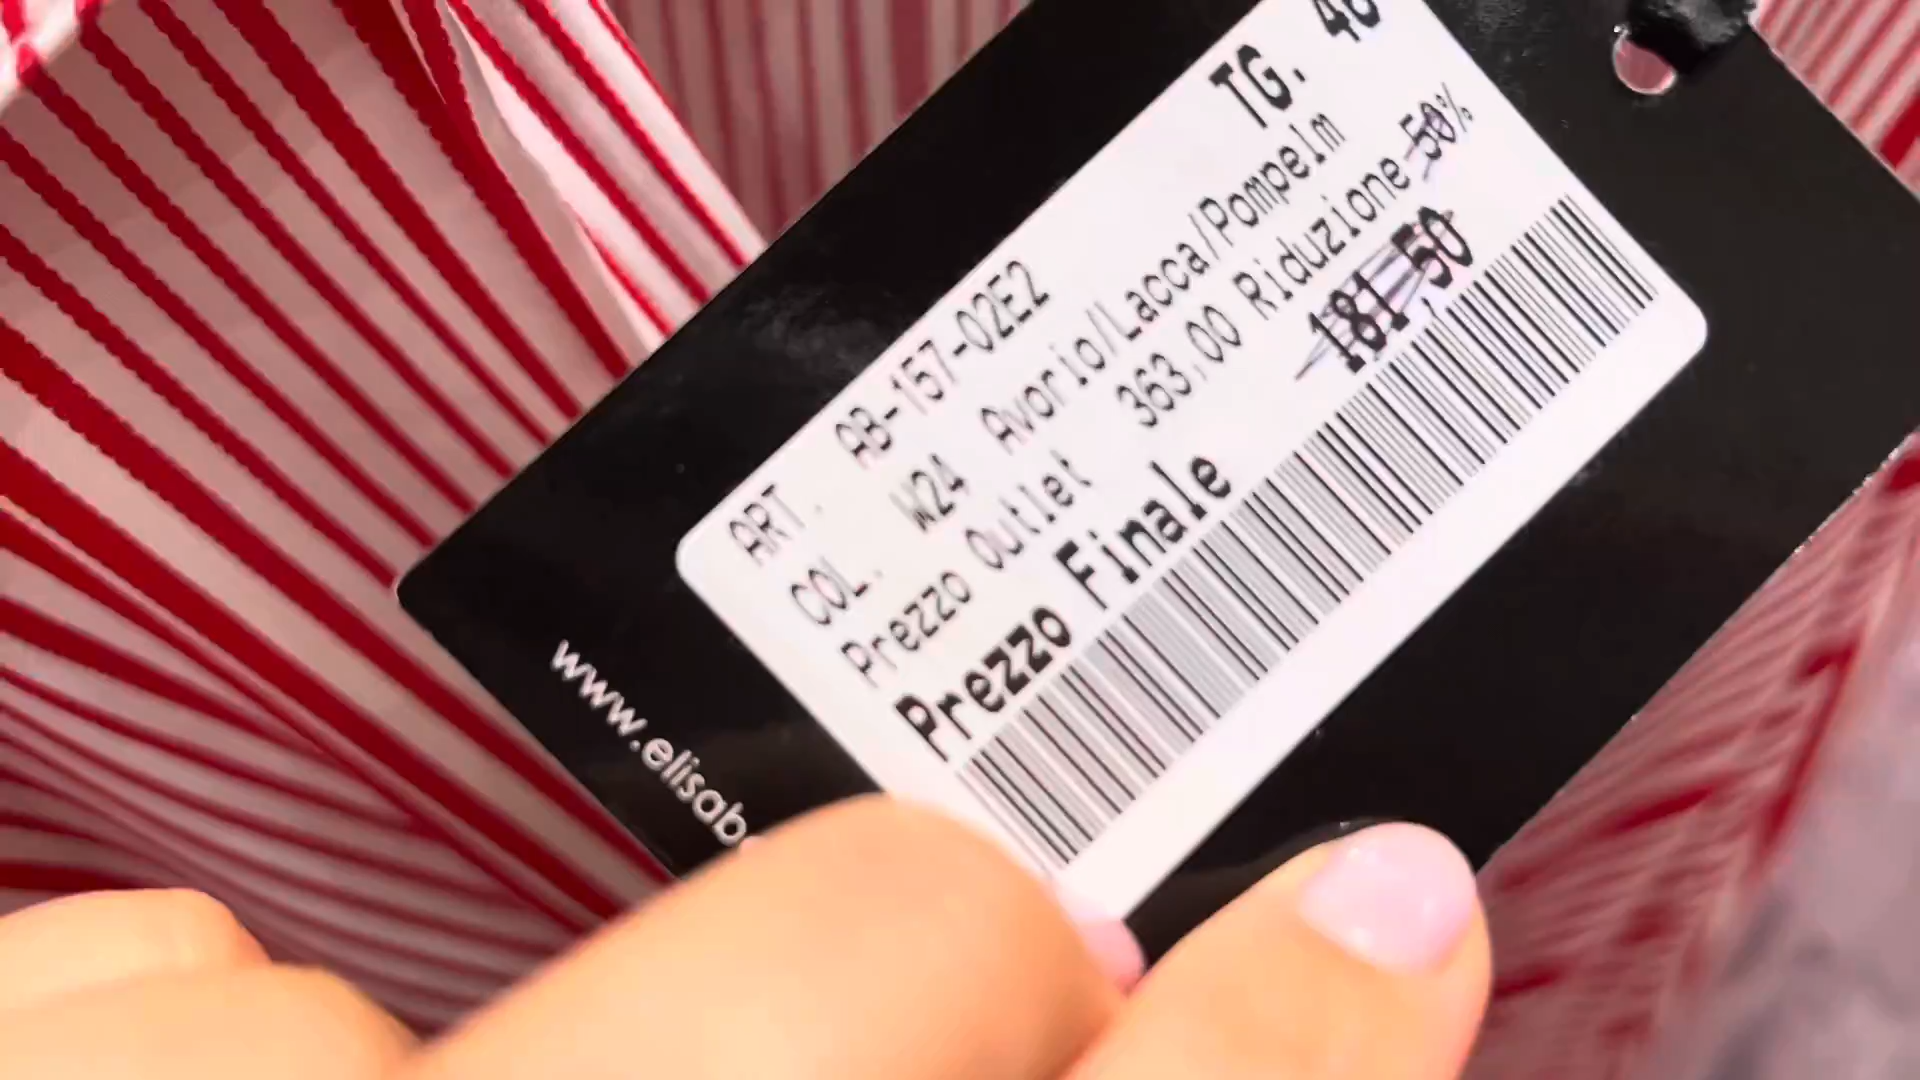 TG. 48
ART. AB-157-02E2
COL. W24 Avorio/Lacca/Pompelm
Prezzo Outlet 363,00 Riduzione 50%
Prezzo Finale 181,50
www.elisab